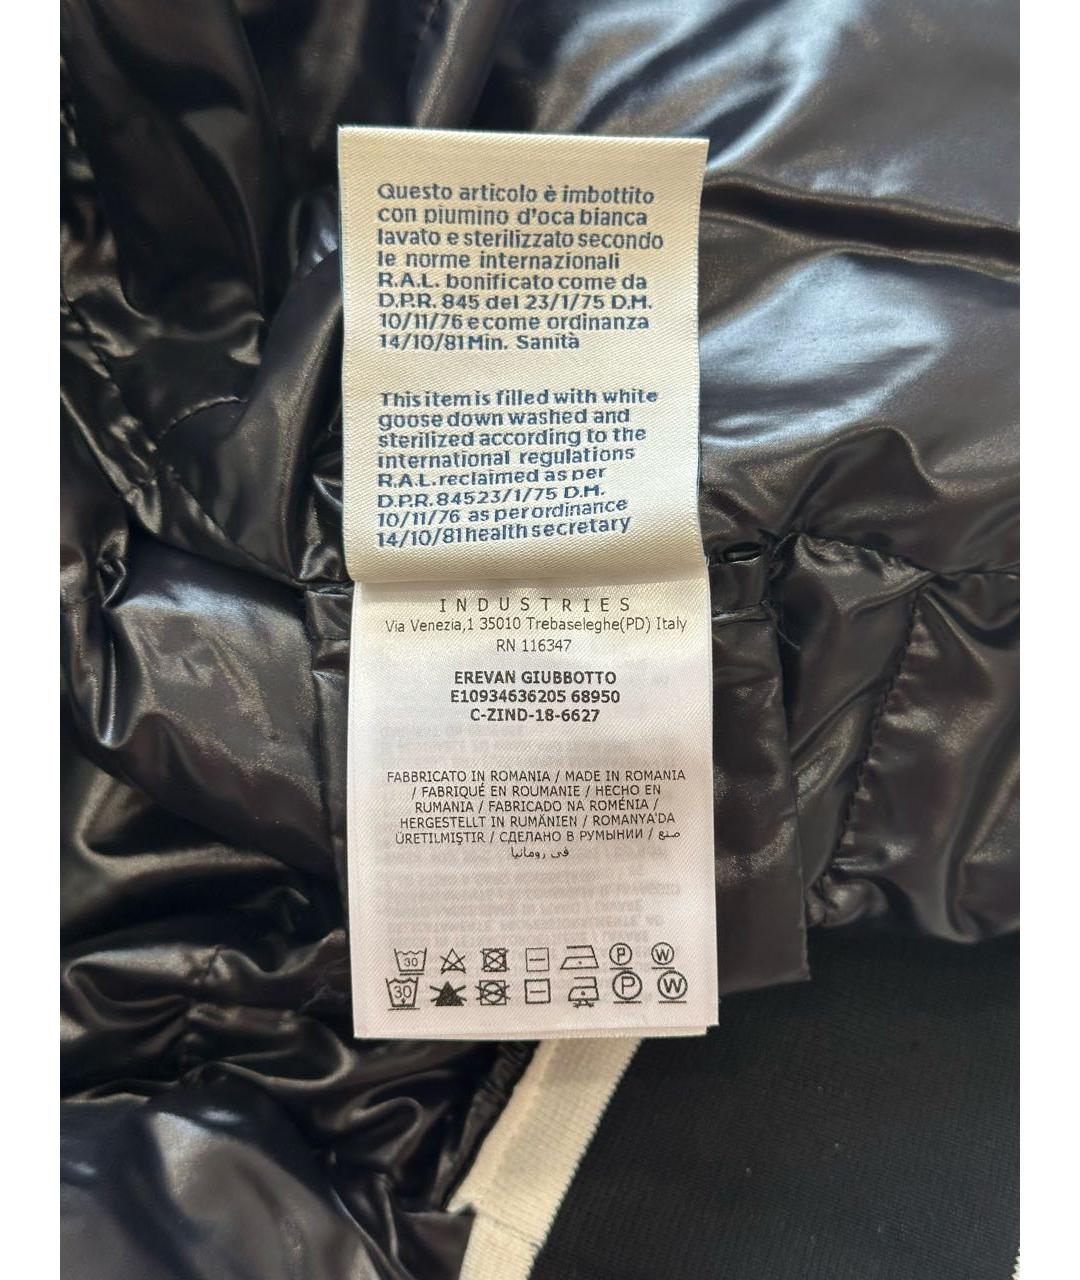 Questo articolo è imbottito
con piumino d'oca bianca
lavato e sterilizzato secondo
le norme internazionali
R.A.L. bonificato come da
D.P.R. 845 del 23/1/75 D.M.
10/11/76 e come ordinanza
14/10/81 Min. Sanità
This item is filled with white
goose down washed and
sterilized according to the
international regulations
R.A.L. reclaimed as per
D.P.R. 845 23/1/75 D.M.
10/11/76 as per ordinance
14/10/81 health secretary
INDUSTRIES
Via Venezia,1 35010 Trebaseleghe(PD) Italy
RN 116347
EREVAN GIUBBOTTO
E10934636205 68950
C-ZIND-18-6627
FABBRICATO IN ROMANIA / MADE IN ROMANIA
/ FABRIQUÉ EN ROUMANIE / HECHO EN
RUMANIA / FABRICADO NA ROMÉNIA /
HERGESTELLT IN RUMÄNIEN / ROMANYA'DA
ÜRETILMIŞTIR / СДЕЛАНО В РУМЫНИИ / صنع
في رومانيا
30 P W
30 P W